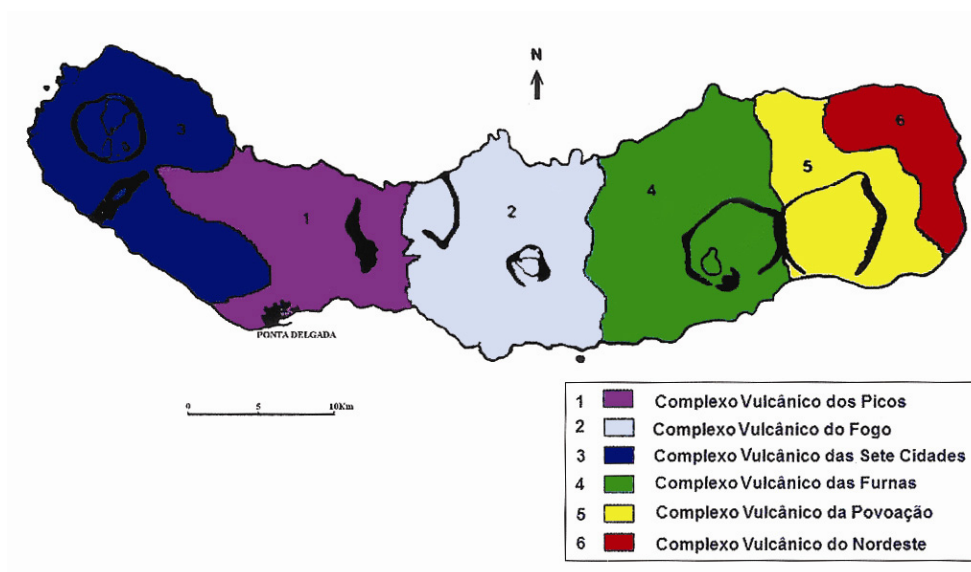 N
3
6
5
4
1
2
PONTA DELGADA
0 5 10Km
1 Complexo Vulcânico dos Picos
2 Complexo Vulcânico do Fogo
3 Complexo Vulcânico das Sete Cidades
4 Complexo Vulcânico das Furnas
5 Complexo Vulcânico da Povoação
6 Complexo Vulcânico do Nordeste